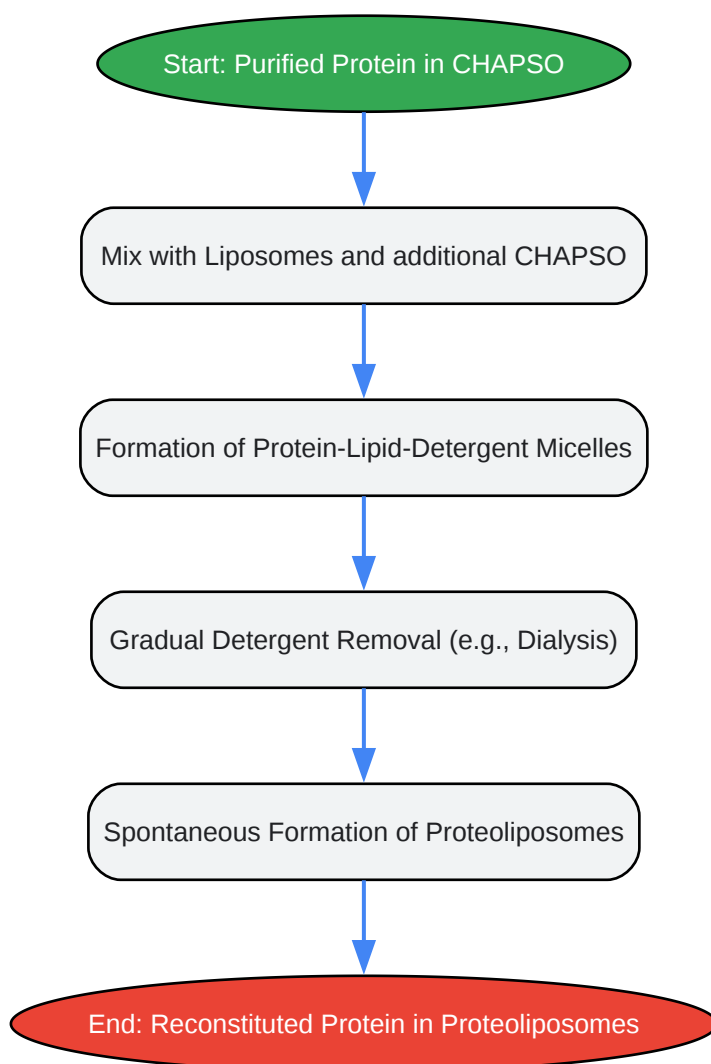 Start: Purified Protein in CHAPSO
Mix with Liposomes and additional CHAPSO
Formation of Protein-Lipid-Detergent Micelles
Gradual Detergent Removal (e.g., Dialysis)
Spontaneous Formation of Proteoliposomes
End: Reconstituted Protein in Proteoliposomes